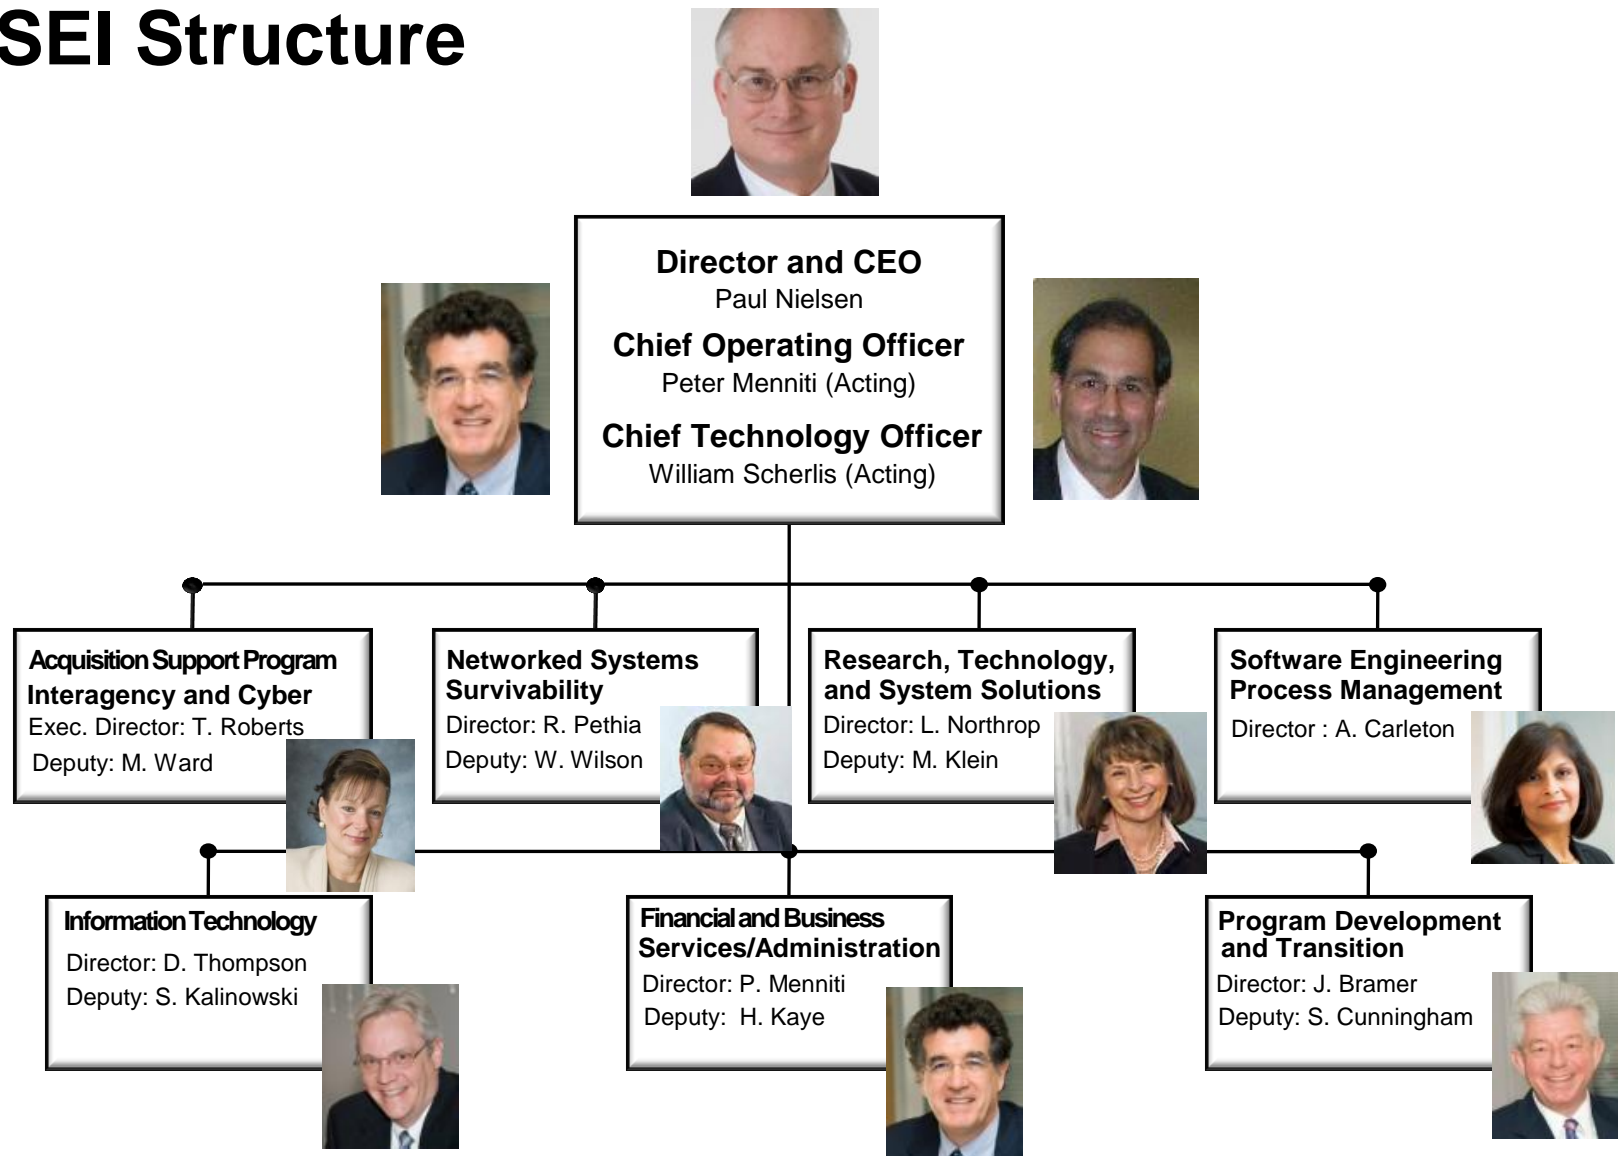 SEI Structure
Director and CEO
Paul Nielsen
Chief Operating Officer
Peter Menniti (Acting)
Chief Technology Officer
William Scherlis (Acting)
Acquisition Support Program
Interagency and Cyber
Exec. Director: T. Roberts
Deputy: M. Ward
Networked Systems
Survivability
Director: R. Pethia
Deputy: W. Wilson
Research, Technology,
and System Solutions
Director: L. Northrop
Deputy: M. Klein
Software Engineering
Process Management
Director : A. Carleton
Information Technology
Director: D. Thompson
Deputy: S. Kalinowski
Financial and Business
Services/Administration
Director: P. Menniti
Deputy:  H. Kaye
Program Development
and Transition
Director: J. Bramer
Deputy: S. Cunningham